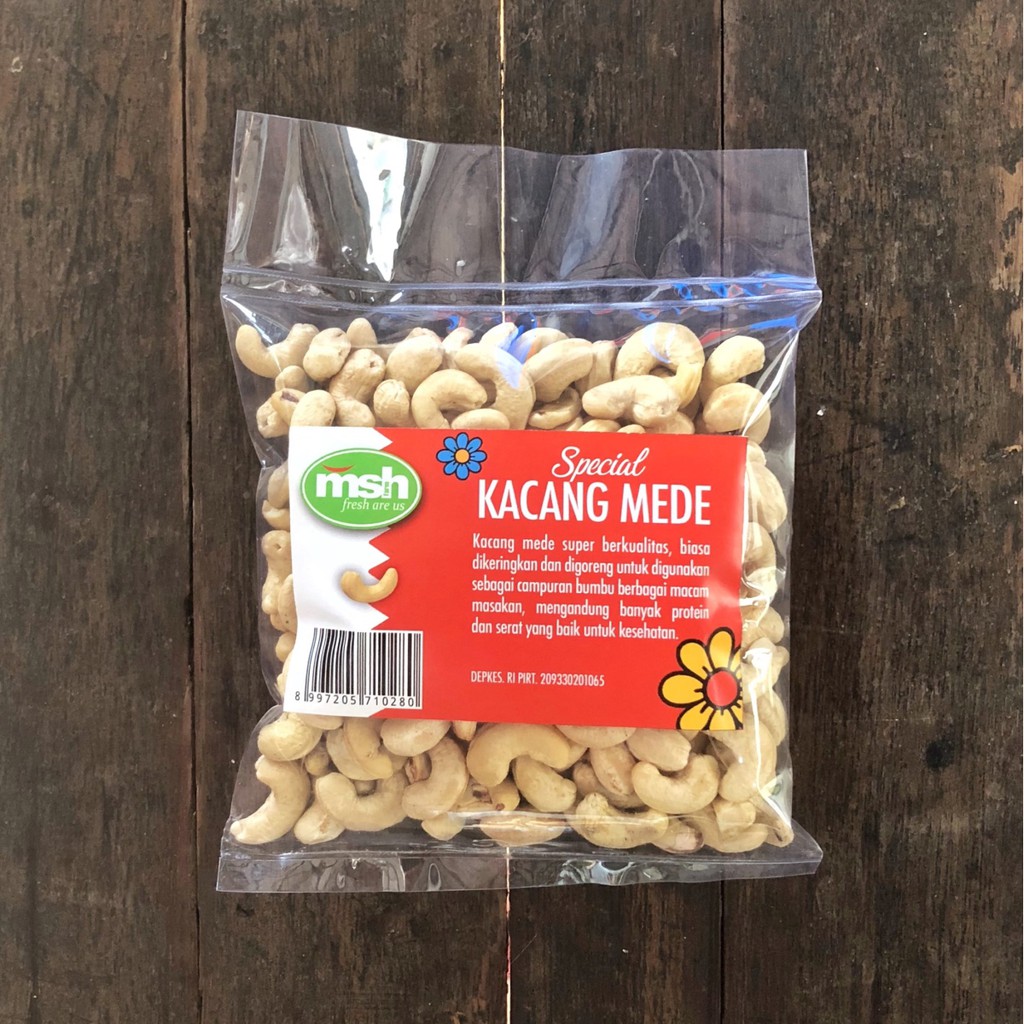 msh
farm
fresh are us
Special
KACANG MEDE
Kacang mede super berkualitas, biasa
dikeringkan dan digoreng untuk digunakan
sebagai campuran bumbu berbagai macam
masakan, mengandung banyak protein
dan serat yang baik untuk kesehatan.
DEPKES. RI PIRT. 209330201065
8 997205 710280